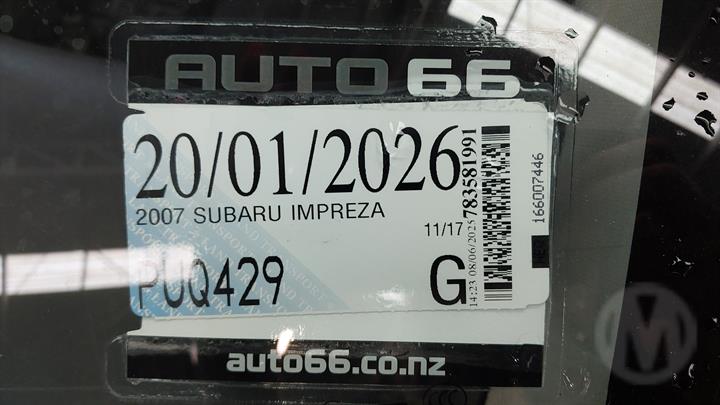 AUTO 66
20/01/2026
2007 SUBARU IMPREZA
11/17
PUQ429
G
14:23 08/06/2025
783581991
166007446
auto66.co.nz
M